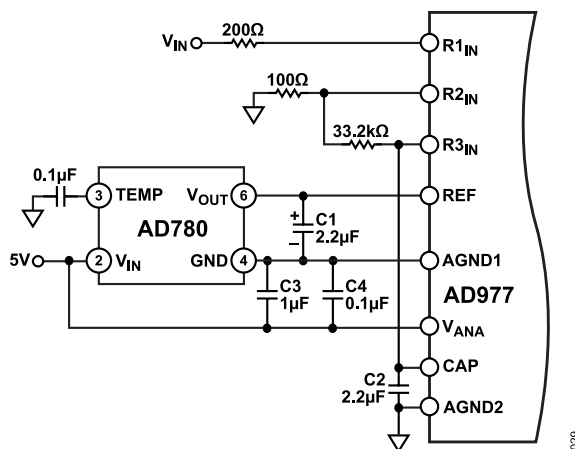 200Ω
VIN
R1IN
100Ω
R2IN
33.2kΩ
R3IN
0.1µF
3 TEMP
VOUT 6
REF
AD780
C1
2.2µF
+
–
5V
2 VIN
GND 4
AGND1
C3
1µF
C4
0.1µF
AD977
VANA
CAP
C2
2.2µF
AGND2
029